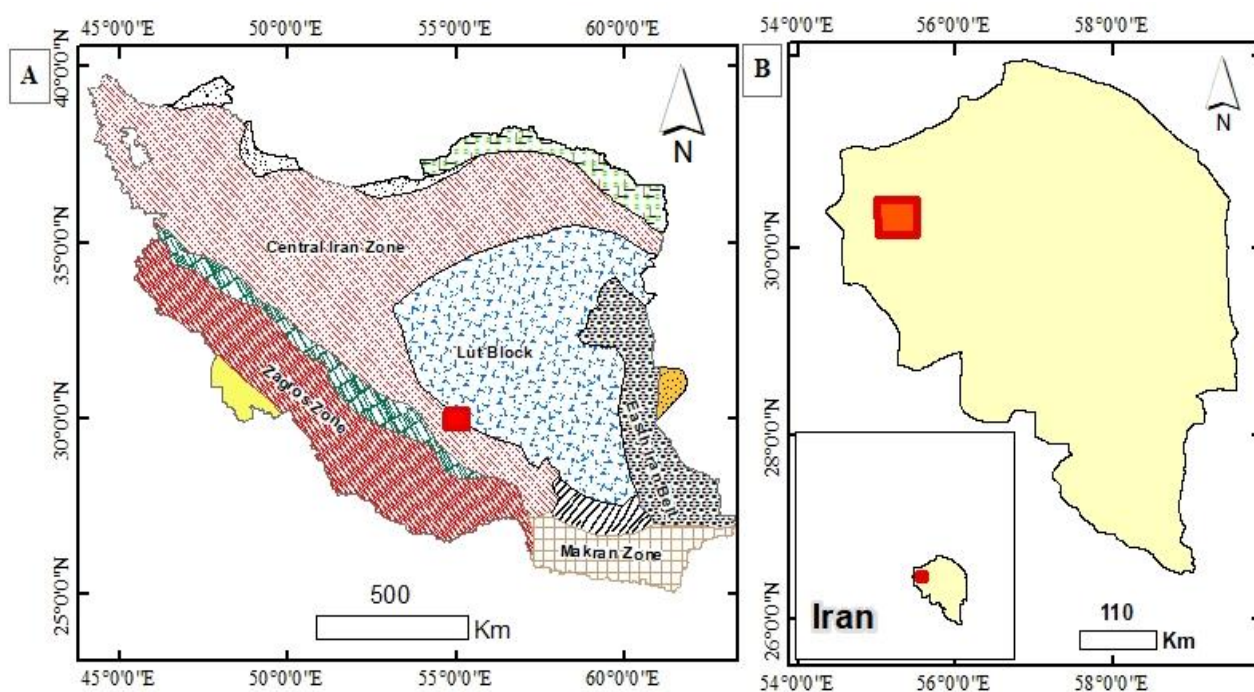 45°0'0"E 50°0'0"E 55°0'0"E 60°0'0"E
A
40°0'0"N
35°0'0"N
30°0'0"N
25°0'0"N
N
Central Iran Zone
Lut Block
Zagros Zone
Easth Iran Belt
Makran Zone
500
Km
45°0'0"E 50°0'0"E 55°0'0"E 60°0'0"E
54°0'0"E 56°0'0"E 58°0'0"E
B
30°0'0"N
28°0'0"N
26°0'0"N
N
Iran
110
Km
54°0'0"E 56°0'0"E 58°0'0"E